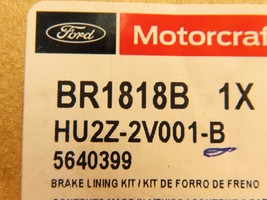 Ford Motorcraf
BR1818B 1X
HU2Z-2V001-B
5640399
BRAKE LINING KIT / KIT DE FORRO DE FRENO